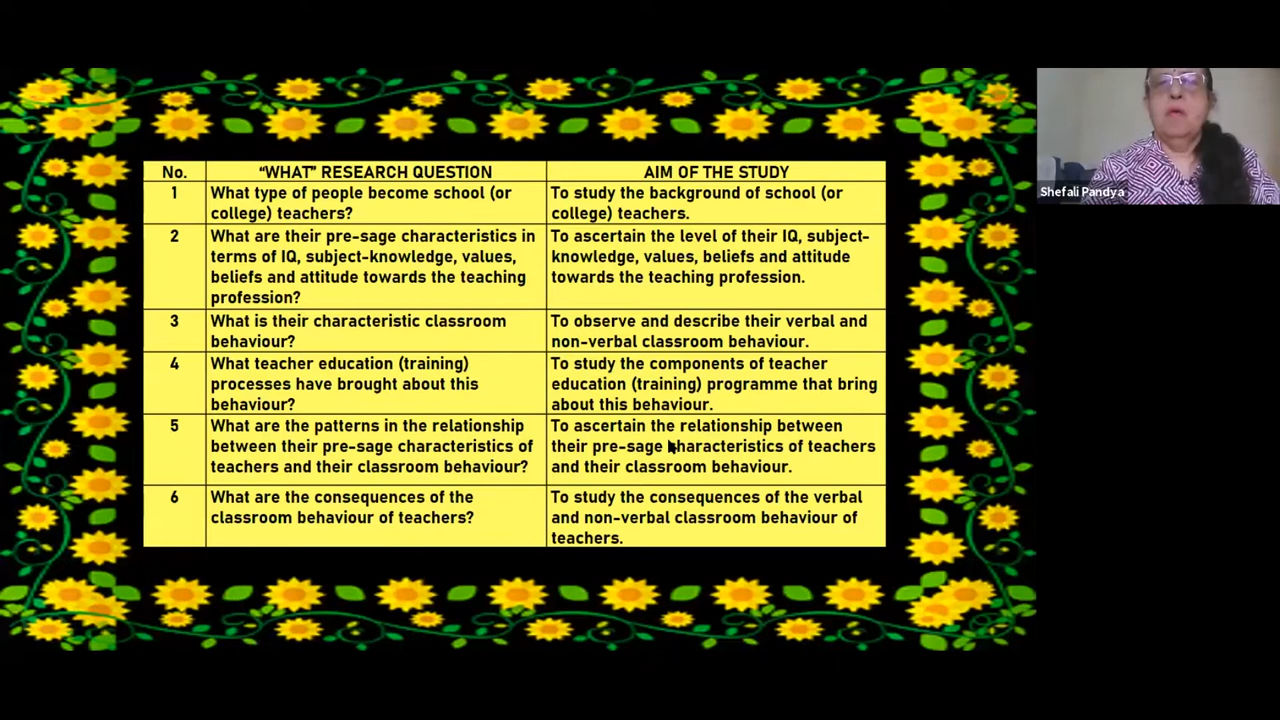 No.
“WHAT” RESEARCH QUESTION
AIM OF THE STUDY
1
What type of people become school (or
college) teachers?
To study the background of school (or
college) teachers.
2
What are their pre-sage characteristics in
terms of IQ, subject-knowledge, values,
beliefs and attitude towards the teaching
profession?
To ascertain the level of their IQ, subject-
knowledge, values, beliefs and attitude
towards the teaching profession.
3
What is their characteristic classroom
behaviour?
To observe and describe their verbal and
non-verbal classroom behaviour.
4
What teacher education (training)
processes have brought about this
behaviour?
To study the components of teacher
education (training) programme that bring
about this behaviour.
5
What are the patterns in the relationship
between their pre-sage characteristics of
teachers and their classroom behaviour?
To ascertain the relationship between
their pre-sage characteristics of teachers
and their classroom behaviour.
6
What are the consequences of the
classroom behaviour of teachers?
To study the consequences of the verbal
and non-verbal classroom behaviour of
teachers.
Shefali Pandya